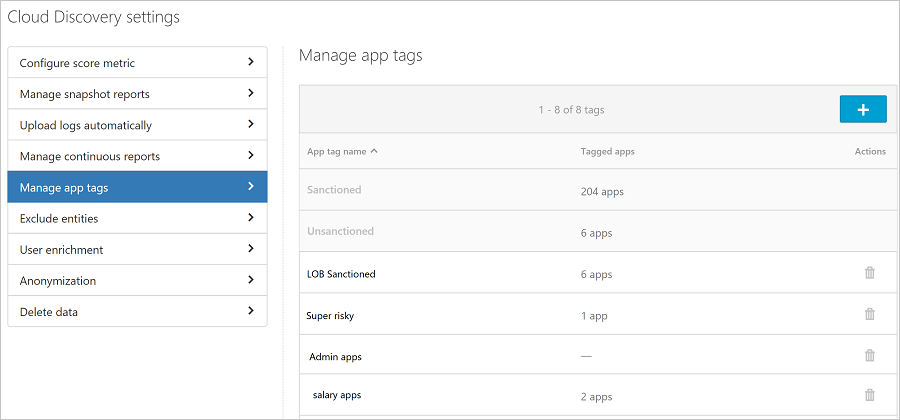 Cloud Discovery settings
Configure score metric
Manage snapshot reports
Upload logs automatically
Manage continuous reports
Manage app tags
Exclude entities
User enrichment
Anonymization
Delete data
Manage app tags
1 - 8 of 8 tags
App tag name Tagged apps Actions
Sanctioned 204 apps
Unsanctioned 6 apps
LOB Sanctioned 6 apps
Super risky 1 app
Admin apps —
salary apps 2 apps